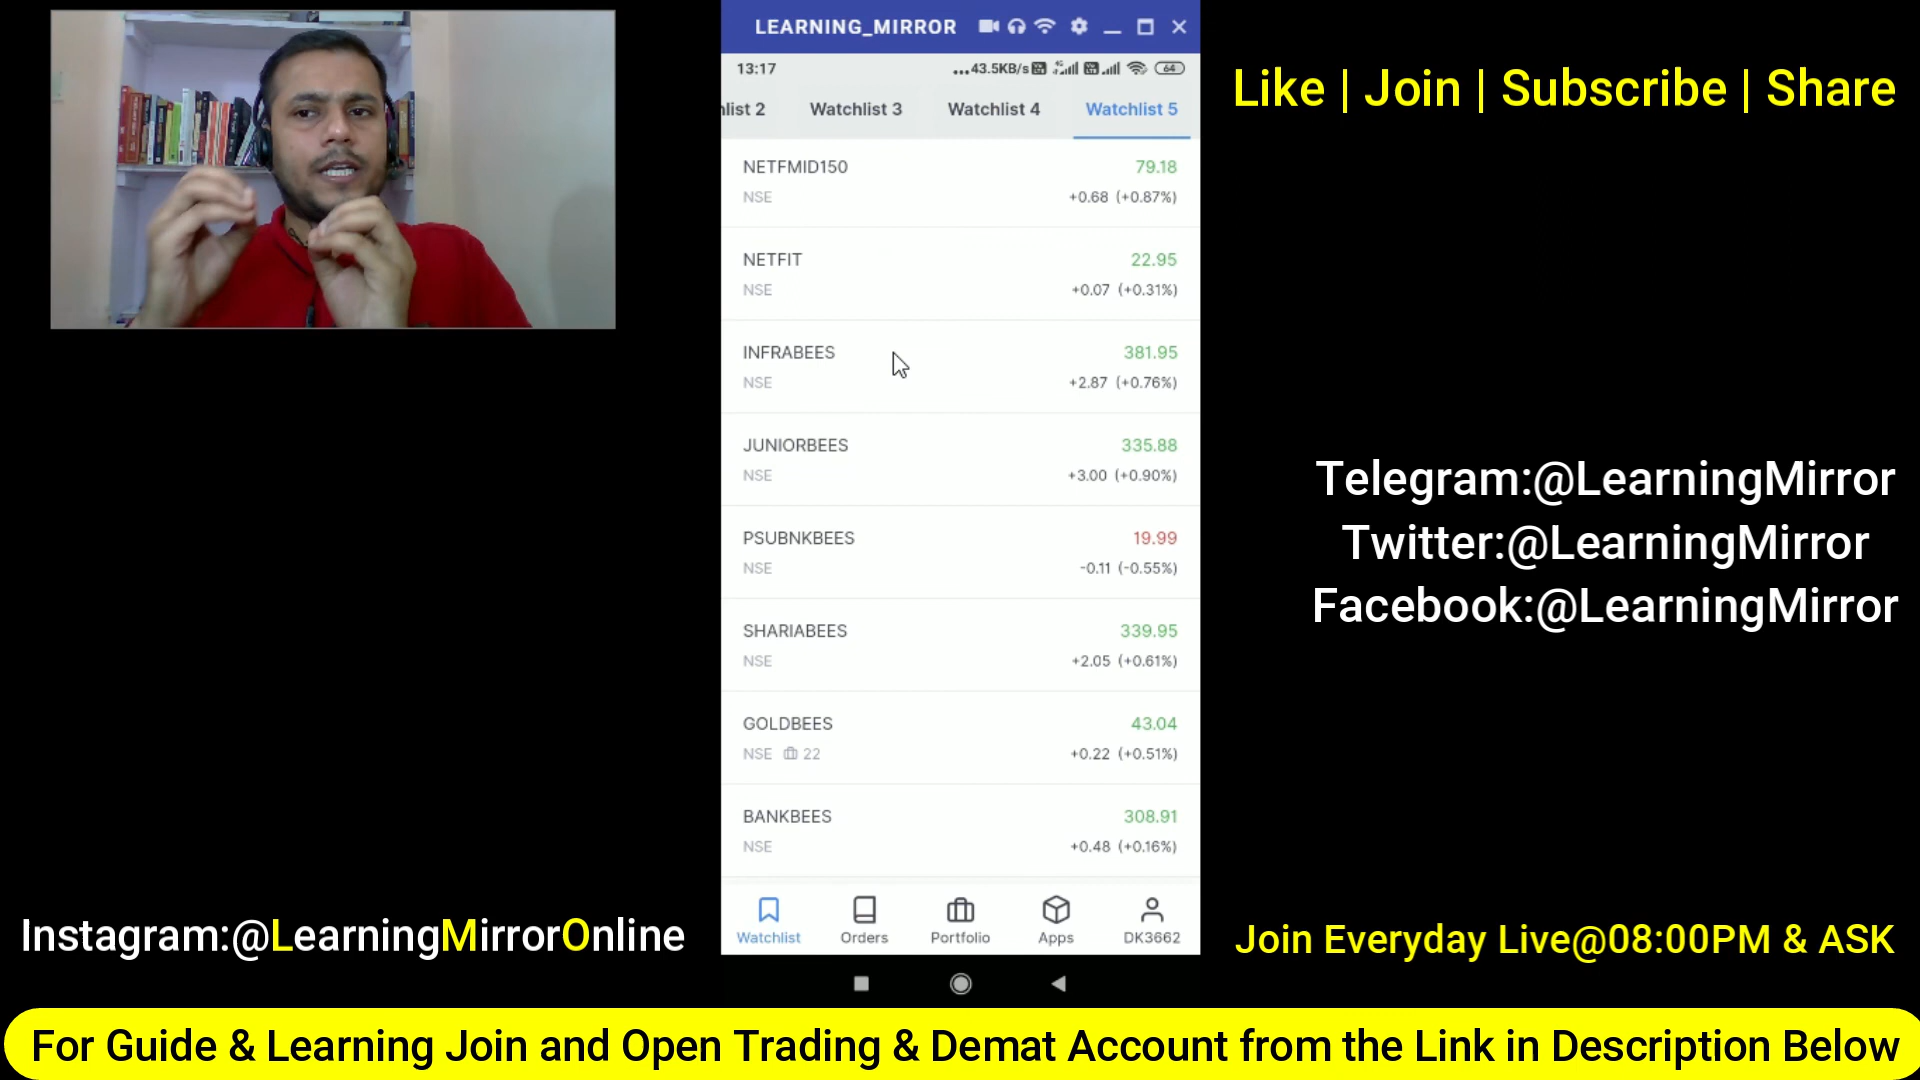 LEARNING_MIRROR
Like | Join | Subscribe | Share
13:17
...43.5KB/s
64
hlist 2
Watchlist 3
Watchlist 4
Watchlist 5
NETFMID150 79.18
NSE +0.68 (+0.87%)
NETFIT 22.95
NSE +0.07 (+0.31%)
INFRABEES 381.95
NSE +2.87 (+0.76%)
JUNIORBEES 335.88
NSE +3.00 (+0.90%)
PSUBNKBEES 19.99
NSE -0.11 (-0.55%)
SHARIABEES 339.95
NSE +2.05 (+0.61%)
GOLDBEES 43.04
NSE 22 +0.22 (+0.51%)
BANKBEES 308.91
NSE +0.48 (+0.16%)
Watchlist
Orders
Portfolio
Apps
DK3662
Telegram:@LearningMirror
Twitter:@LearningMirror
Facebook:@LearningMirror
Instagram:@LearningMirrorOnline
Join Everyday Live@08:00PM & ASK
For Guide & Learning Join and Open Trading & Demat Account from the Link in Description Below